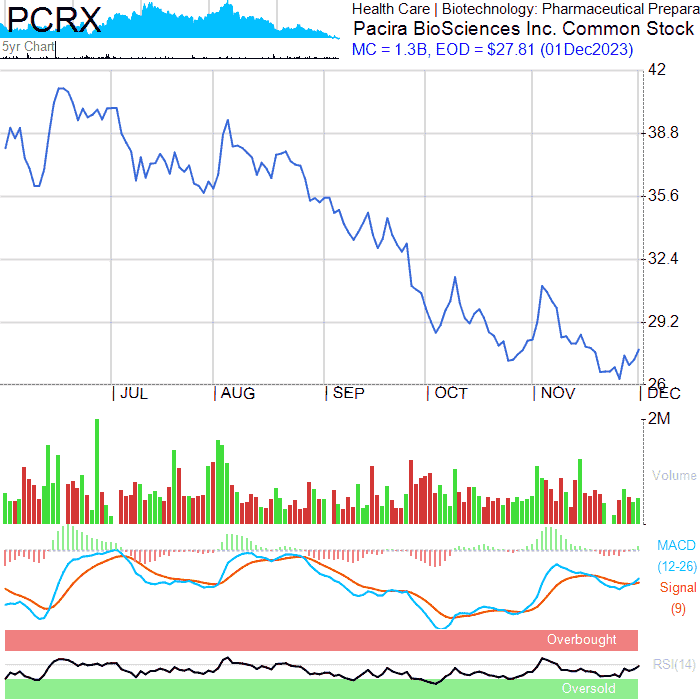 PCRX
Health Care | Biotechnology: Pharmaceutical Prepara
Pacira BioSciences Inc. Common Stock
5yr Chart
MC = 1.3B, EOD = $27.81 (01Dec2023)
42
38.8
35.6
32.4
29.2
26
JUL
AUG
SEP
OCT
NOV
DEC
2M
Volume
MACD
(12-26)
Signal
(9)
Overbought
RSI(14)
Oversold